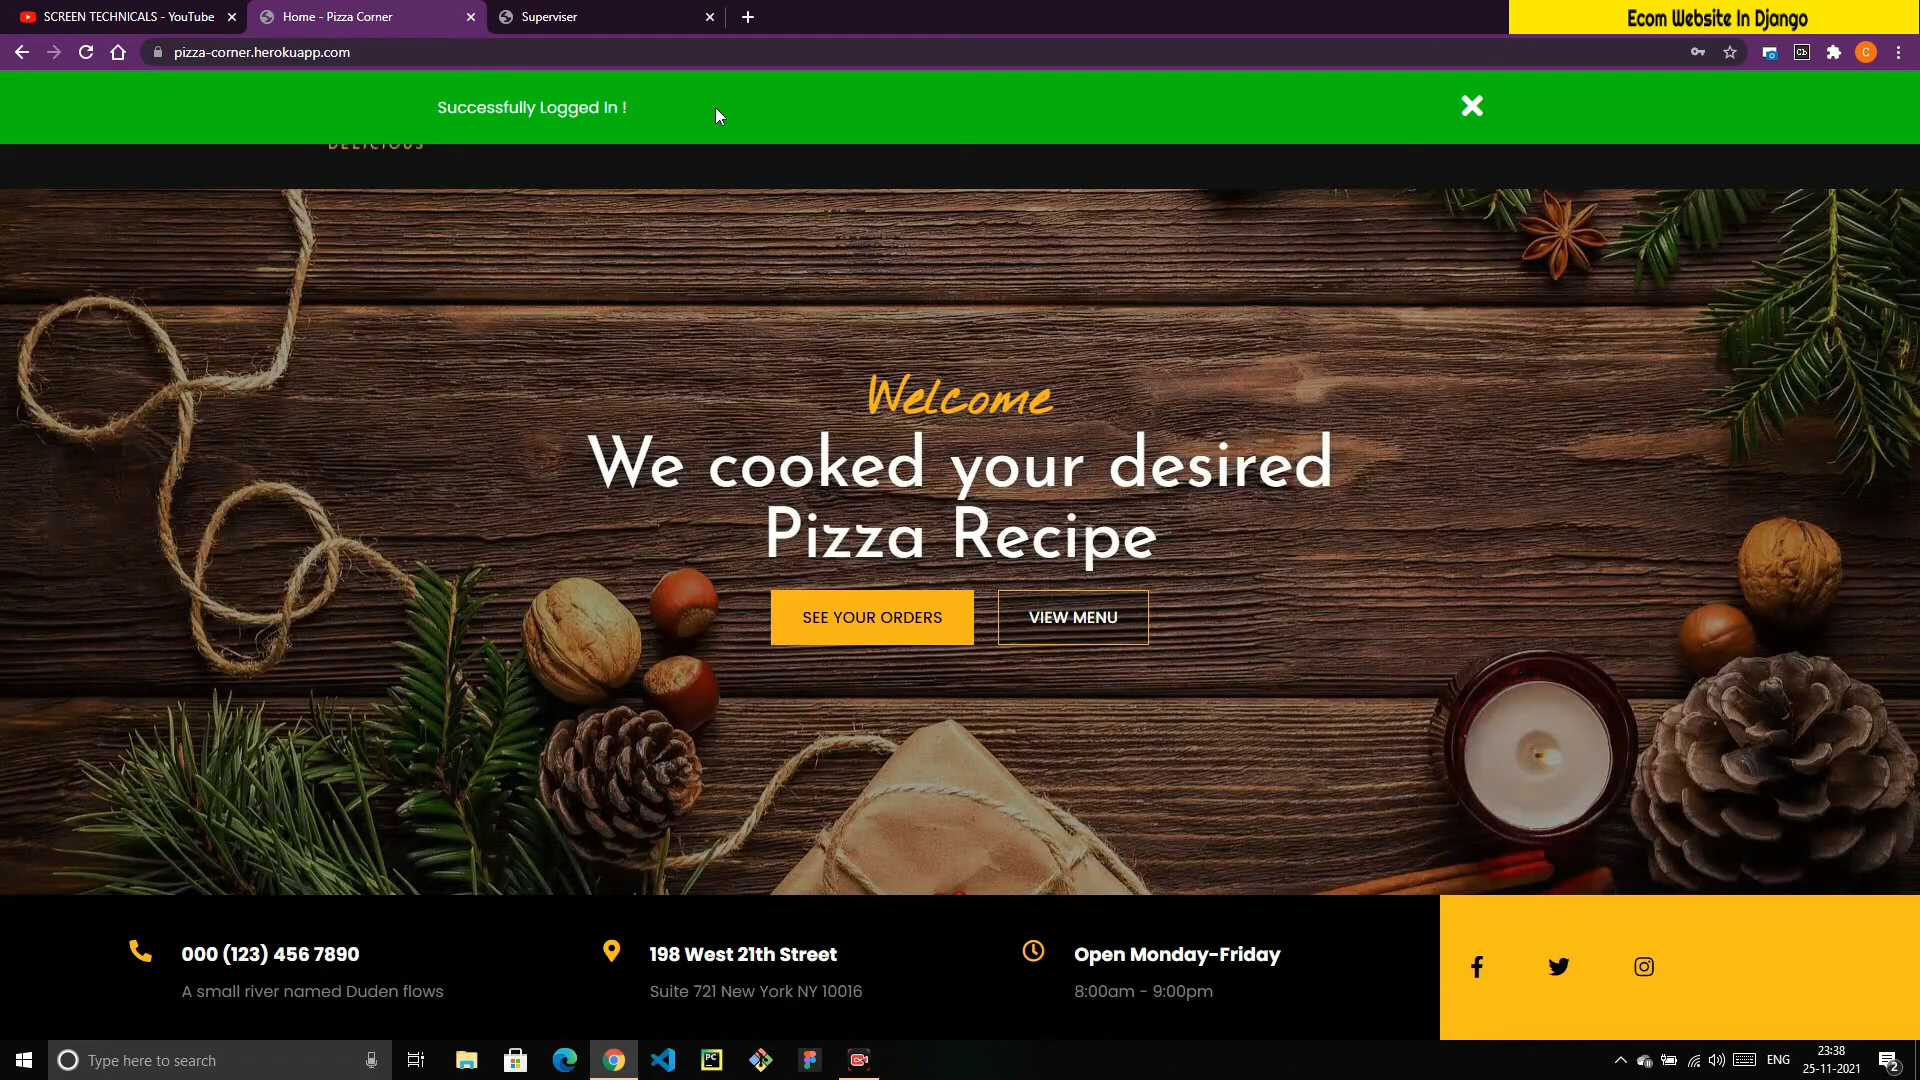 SCREEN TECHNICALS - YouTube
Home - Pizza Corner
Superviser
Ecom Website In Django
pizza-corner.herokuapp.com
C
Successfully Logged In !
DELICIOUS
Welcome
We cooked your desired
Pizza Recipe
SEE YOUR ORDERS
VIEW MENU
000 (123) 456 7890
A small river named Duden flows
198 West 21th Street
Suite 721 New York NY 10016
Open Monday-Friday
8:00am - 9:00pm
Type here to search
PC
ENG
23:38
25-11-2021
2